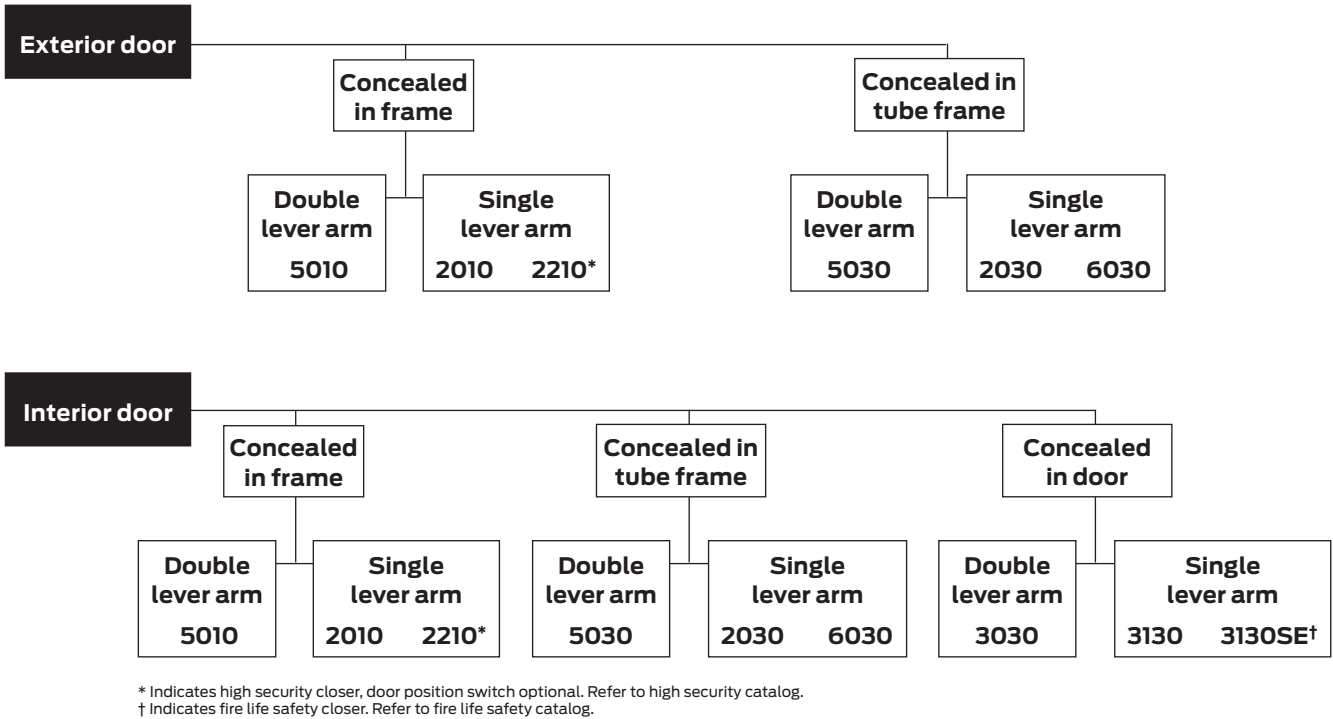 Exterior door
Concealed
in frame
Double
lever arm
5010
Single
lever arm
2010 2210*
Concealed in
tube frame
Double
lever arm
5030
Single
lever arm
2030 6030
Interior door
Concealed
in frame
Double
lever arm
5010
Single
lever arm
2010 2210*
Concealed in
tube frame
Double
lever arm
5030
Single
lever arm
2030 6030
Concealed
in door
Double
lever arm
3030
Single
lever arm
3130 3130SE†
* Indicates high security closer, door position switch optional. Refer to high security catalog.
† Indicates fire life safety closer. Refer to fire life safety catalog.